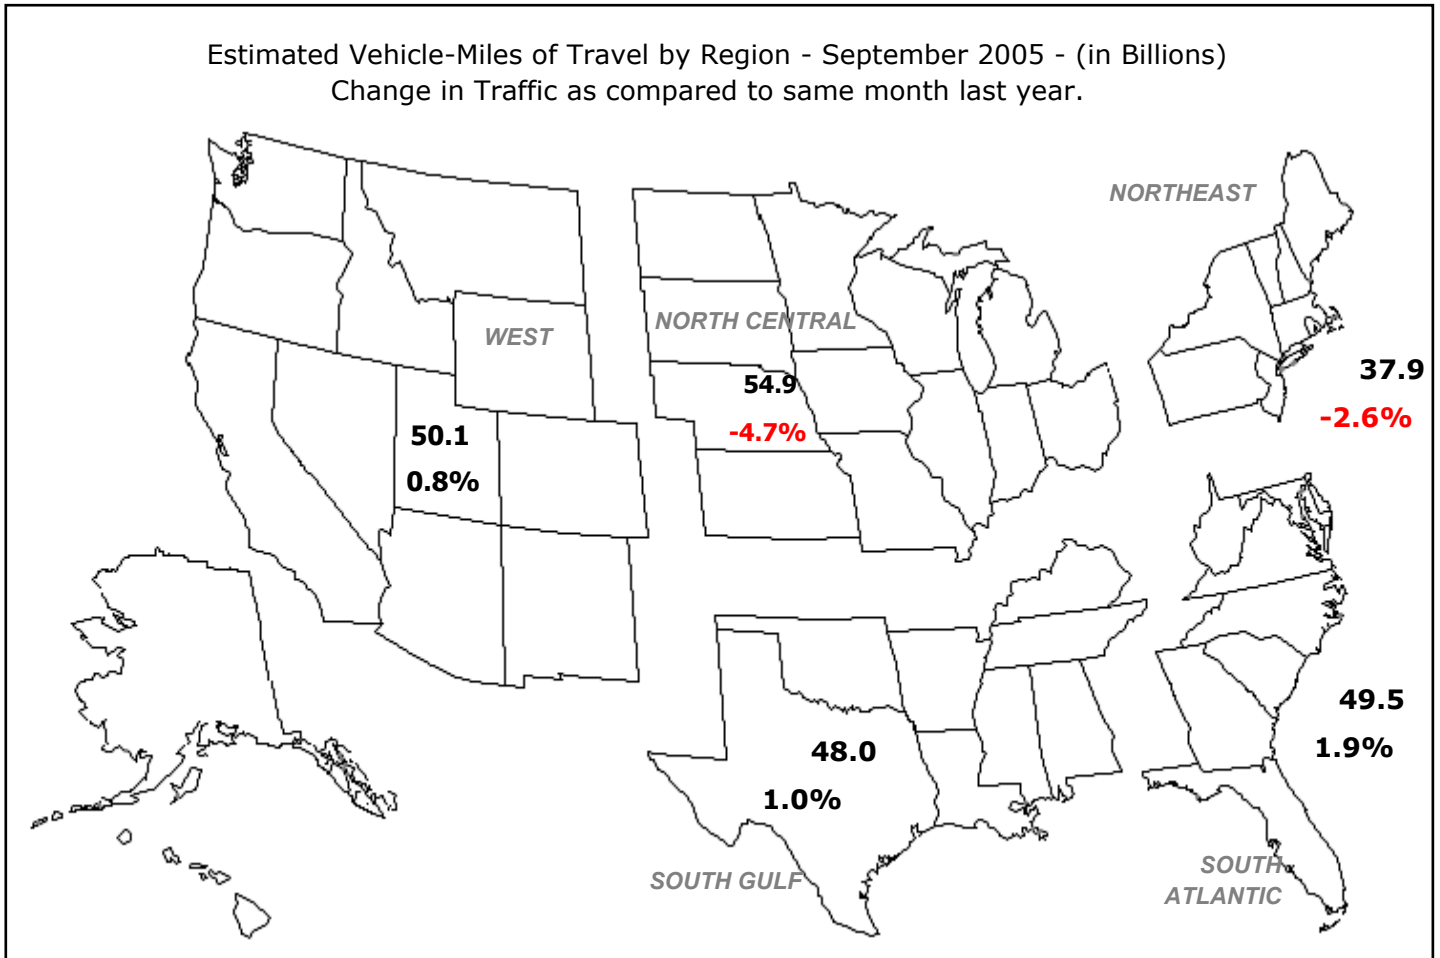 Estimated Vehicle-Miles of Travel by Region - September 2005 - (in Billions)
Change in Traffic as compared to same month last year.
NORTHEAST
37.9
-2.6%
NORTH CENTRAL
54.9
-4.7%
WEST
50.1
0.8%
49.5
1.9%
SOUTH
ATLANTIC
48.0
1.0%
SOUTH GULF